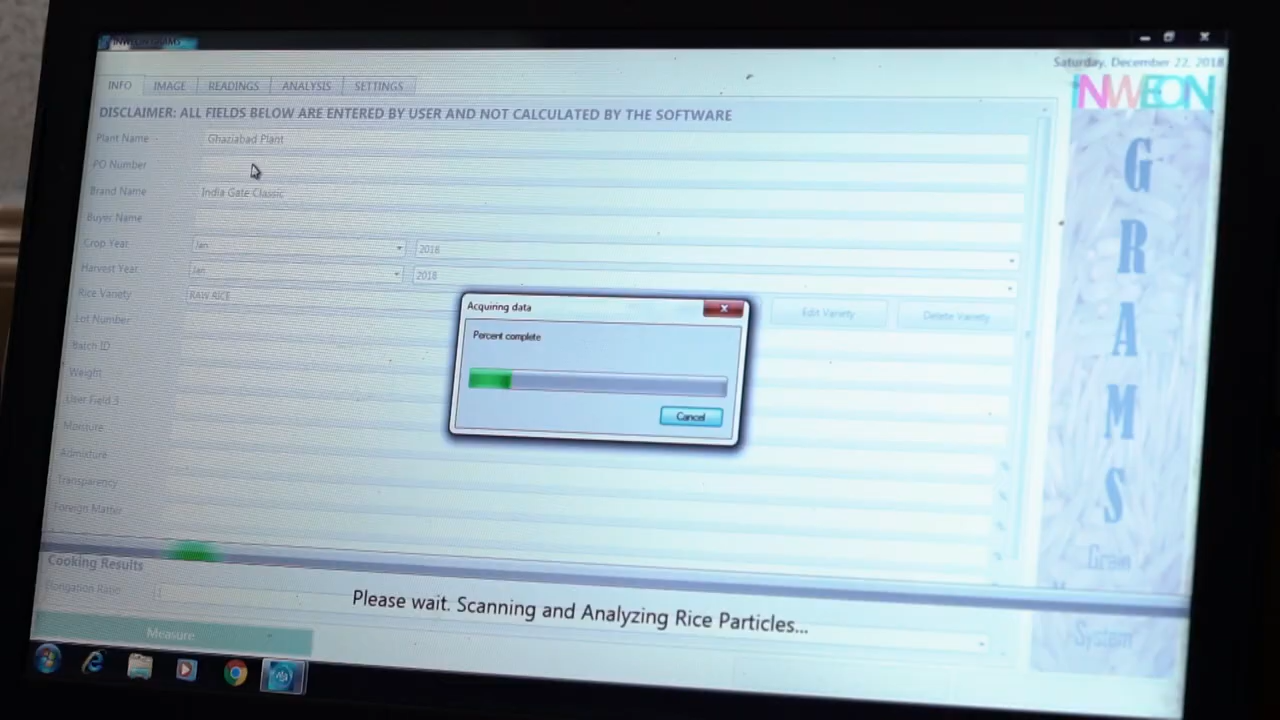 INWEON GRAMS
Saturday, December 22, 2018
INFO IMAGE READINGS ANALYSIS SETTINGS
INWEON
DISCLAIMER: ALL FIELDS BELOW ARE ENTERED BY USER AND NOT CALCULATED BY THE SOFTWARE
Plant Name Ghaziabad Plant
PO Number
Brand Name India Gate Classic
Buyer Name
Crop Year Jan 2018
Harvest Year Jan 2018
Rice Variety RAW RICE Edit Variety Delete Variety
Lot Number
Batch ID
Weight
User Field 3
Moisture
Admixture
Transparency
Foreign Matter
Acquiring data
Percent complete
Cancel
GRAMS
Grain
System
Cooking Results
Elongation Ratio 1
Please wait. Scanning and Analyzing Rice Particles...
Measure